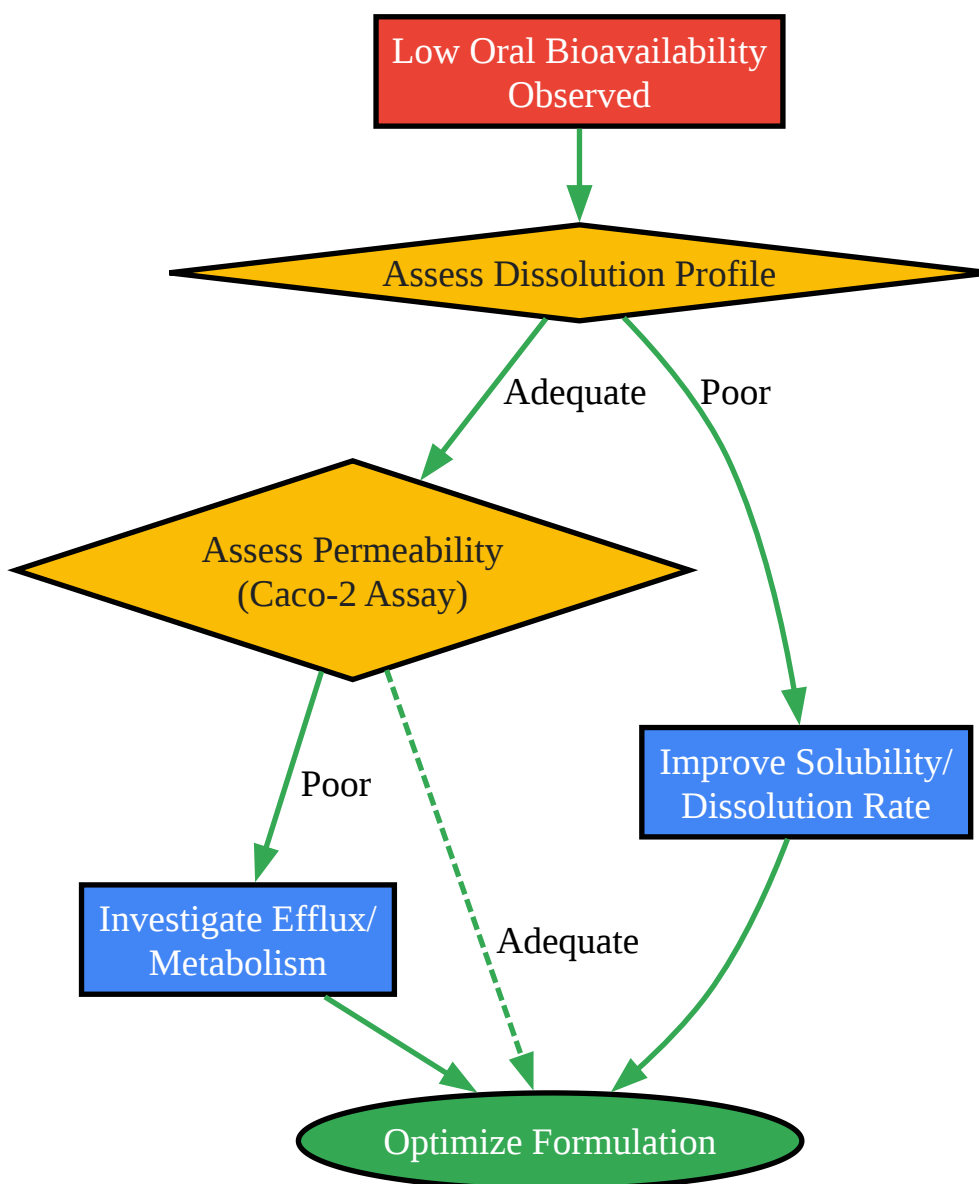 Low Oral Bioavailability
Observed
Assess Dissolution Profile
Adequate
Poor
Assess Permeability
(Caco-2 Assay)
Improve Solubility/
Dissolution Rate
Poor
Investigate Efflux/
Metabolism
Adequate
Optimize Formulation